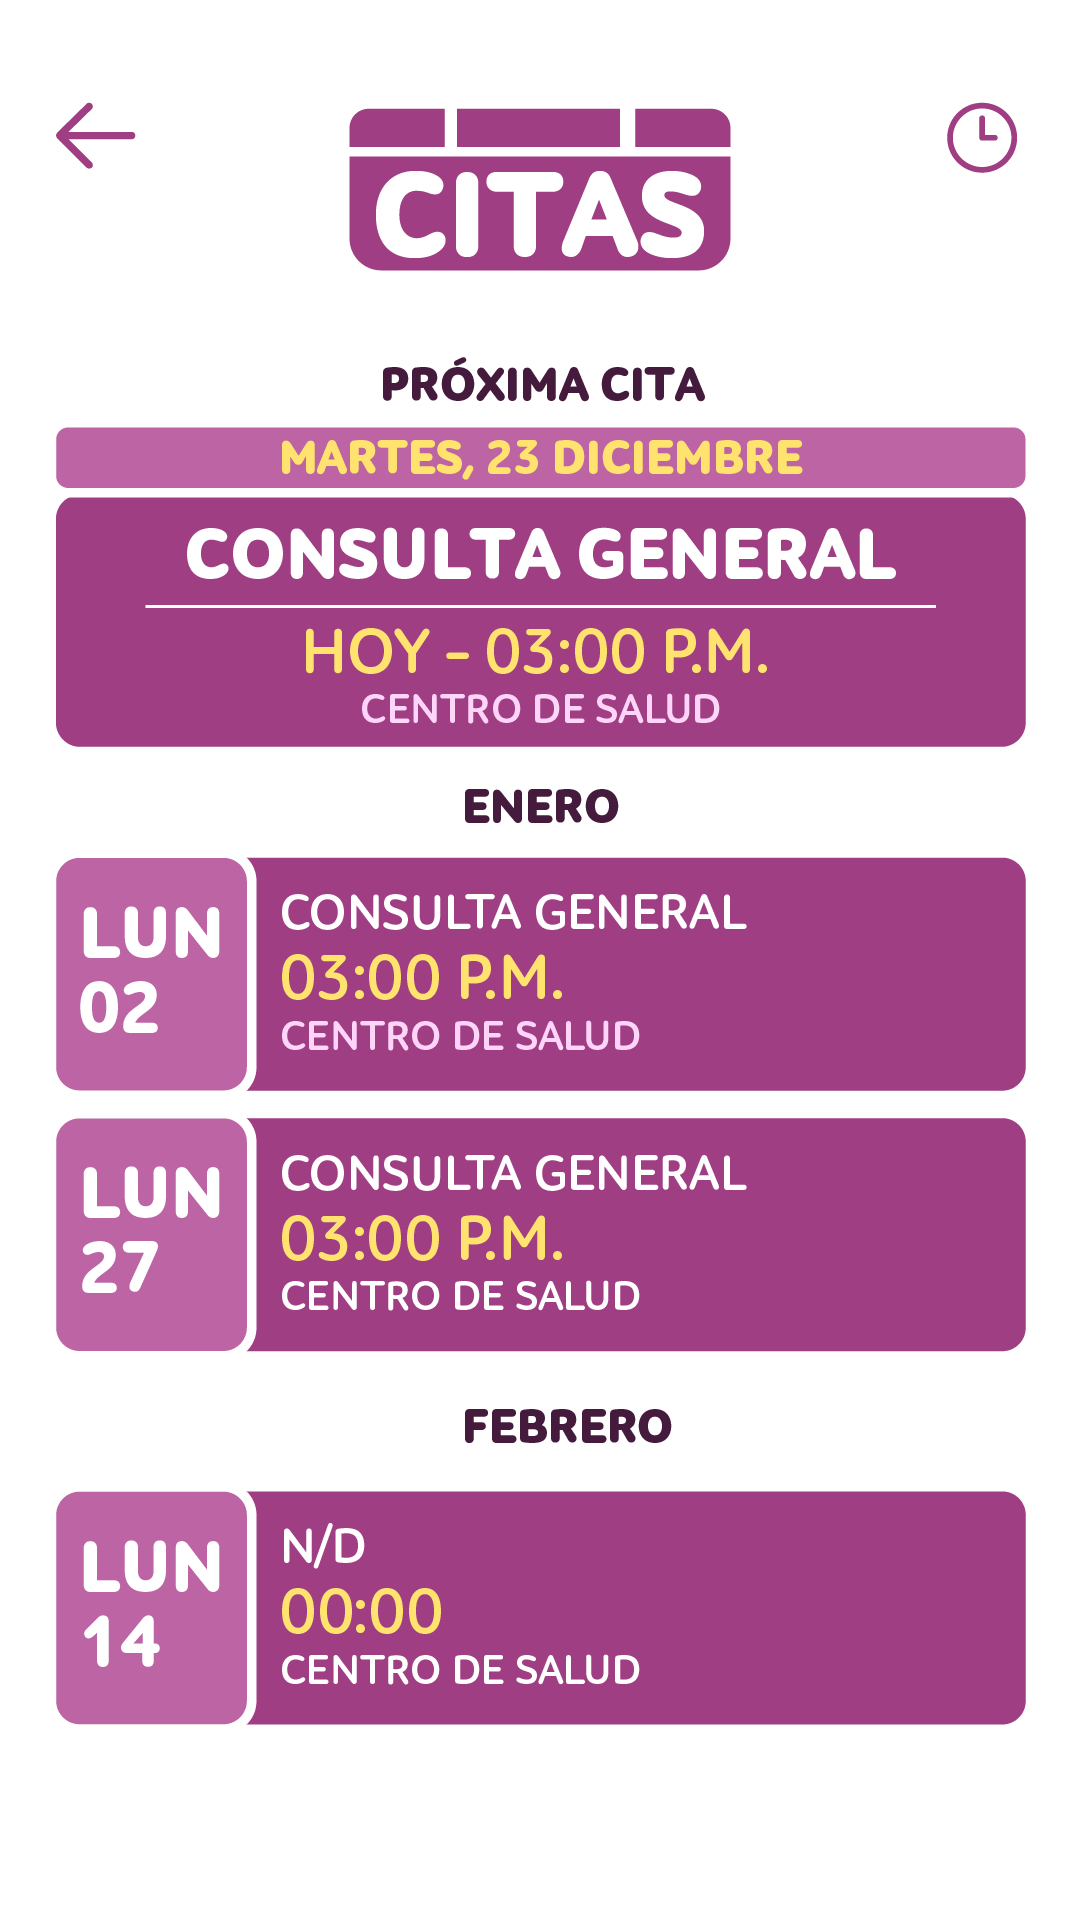 CITAS
PRÓXIMA CITA
MARTES, 23 DICIEMBRE
CONSULTA GENERAL
HOY - 03:00 P.M.
CENTRO DE SALUD
ENERO
LUN
02
CONSULTA GENERAL
03:00 P.M.
CENTRO DE SALUD
LUN
27
CONSULTA GENERAL
03:00 P.M.
CENTRO DE SALUD
FEBRERO
LUN
14
N/D
00:00
CENTRO DE SALUD